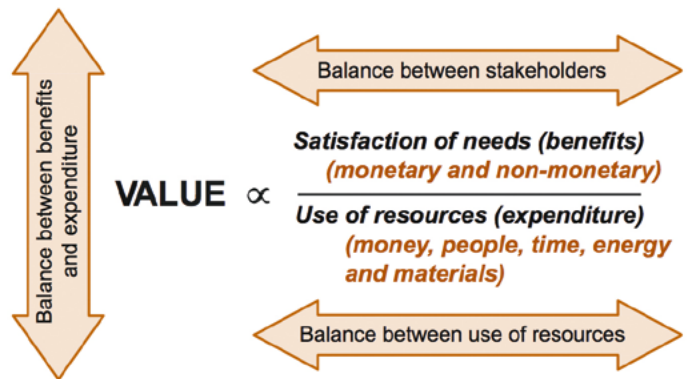 Balance between benefits
and expenditure
Balance between stakeholders
VALUE ∝
Satisfaction of needs (benefits)
(monetary and non-monetary)
Use of resources (expenditure)
(money, people, time, energy
and materials)
Balance between use of resources